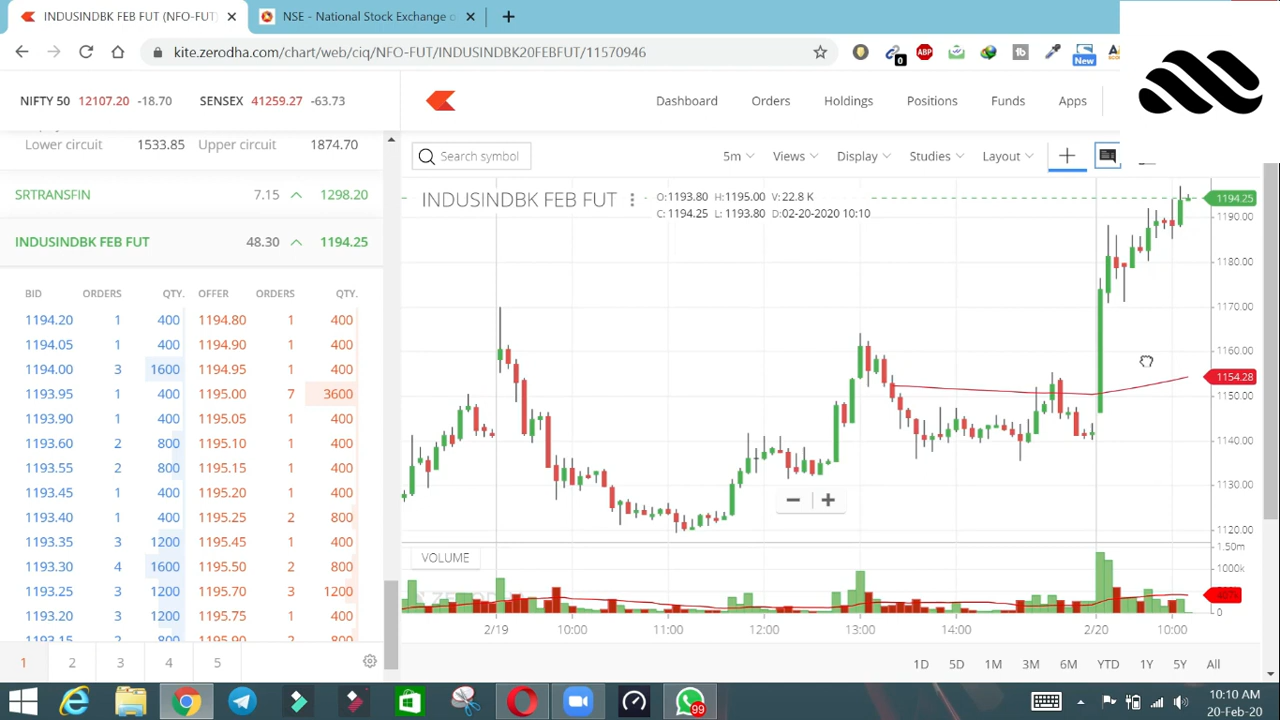 INDUSINDBK FEB FUT (NFO-FUT)
NSE - National Stock Exchange o
kite.zerodha.com/chart/web/ciq/NFO-FUT/INDUSINDBK20FEBFUT/11570946
0
ABP
New
NIFTY 50 12107.20 -18.70 SENSEX 41259.27 -63.73
Dashboard Orders Holdings Positions Funds Apps
Lower circuit 1533.85 Upper circuit 1874.70
Search symbol
5m Views Display Studies Layout
SRTRANSFIN 7.15 1298.20
INDUSINDBK FEB FUT 48.30 1194.25
INDUSINDBK FEB FUT
O:1193.80 H:1195.00 V:22.8 K
C:1194.25 L:1193.80 D:02-20-2020 10:10
BID ORDERS QTY. OFFER ORDERS QTY.
1194.20 1 400 1194.80 1 400
1194.05 1 400 1194.90 1 400
1194.00 3 1600 1194.95 1 400
1193.95 1 400 1195.00 7 3600
1193.90 1 400 1195.05 1 400
1193.60 2 800 1195.10 1 400
1193.55 2 800 1195.15 1 400
1193.45 1 400 1195.20 1 400
1193.40 1 400 1195.25 2 800
1193.35 3 1200 1195.45 1 400
1193.30 4 1600 1195.50 2 800
1193.25 3 1200 1195.70 3 1200
1193.20 3 1200 1195.75 1 400
1193.15 2 800 1195.90 2 800
1194.25
1190.00
1180.00
1170.00
1160.00
1154.28
1150.00
1140.00
1130.00
1120.00
VOLUME
1.50m
1000k
0
2/19 10:00 11:00 12:00 13:00 14:00 2/20 10:00
1 2 3 4 5
1D 5D 1M 3M 6M YTD 1Y 5Y All
99
10:10 AM
20-Feb-20